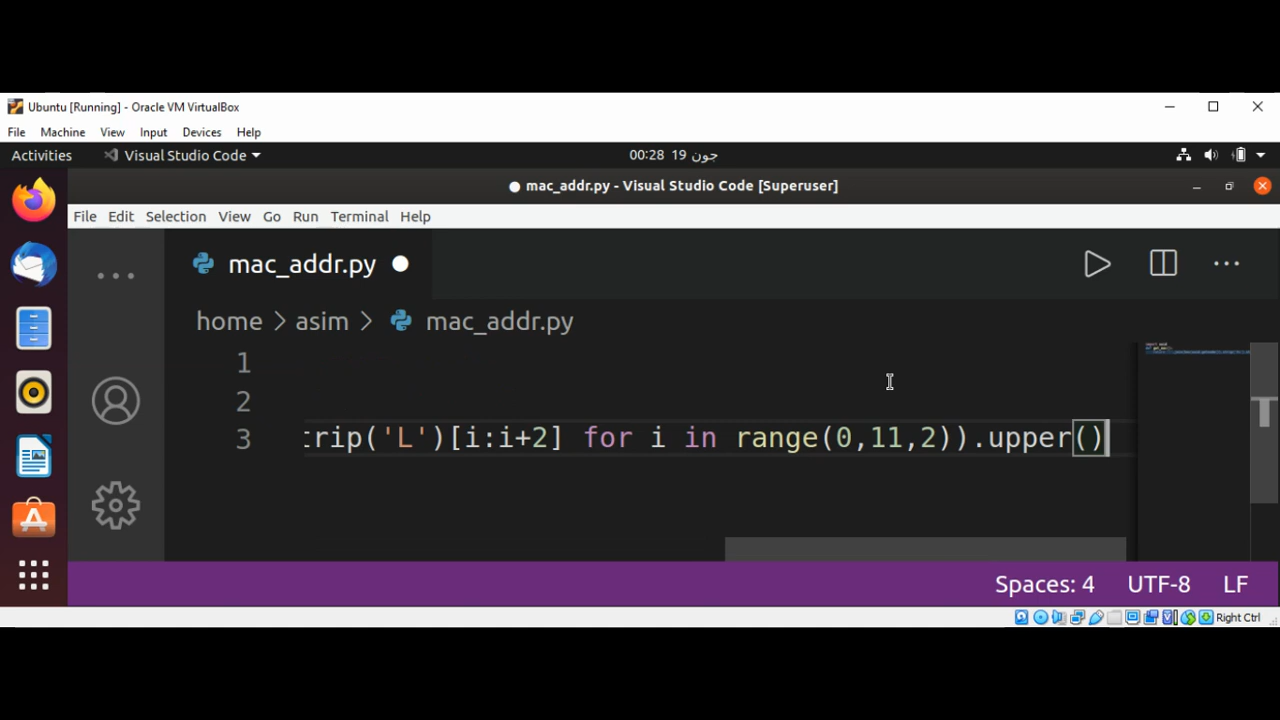 Ubuntu [Running] - Oracle VM VirtualBox
File Machine View Input Devices Help
Activities Visual Studio Code 00:28 19 جون
mac_addr.py - Visual Studio Code [Superuser]
File Edit Selection View Go Run Terminal Help
mac_addr.py
home > asim > mac_addr.py
1
2
3 trip('L')[i:i+2] for i in range(0,11,2)).upper()
Spaces: 4 UTF-8 LF
Right Ctrl